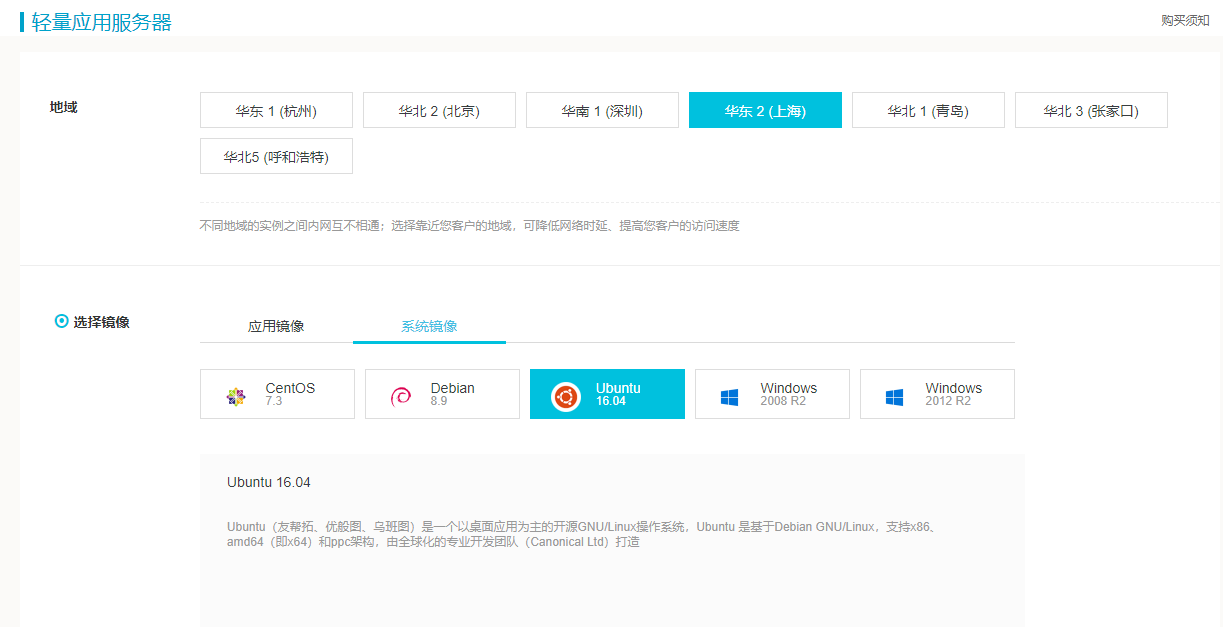 轻量应用服务器
购买须知
地域
华东 1 (杭州)
华北 2 (北京)
华南 1 (深圳)
华东 2 (上海)
华北 1 (青岛)
华北 3 (张家口)
华北5 (呼和浩特)
不同地域的实例之间内网互不相通；选择靠近您客户的地域，可降低网络时延、提高您客户的访问速度
选择镜像
应用镜像
系统镜像
CentOS
7.3
Debian
8.9
Ubuntu
16.04
Windows
2008 R2
Windows
2012 R2
Ubuntu 16.04
Ubuntu（友帮拓、优般图、乌班图）是一个以桌面应用为主的开源GNU/Linux操作系统，Ubuntu 是基于Debian GNU/Linux，支持x86、
amd64（即x64）和ppc架构，由全球化的专业开发团队（Canonical Ltd）打造